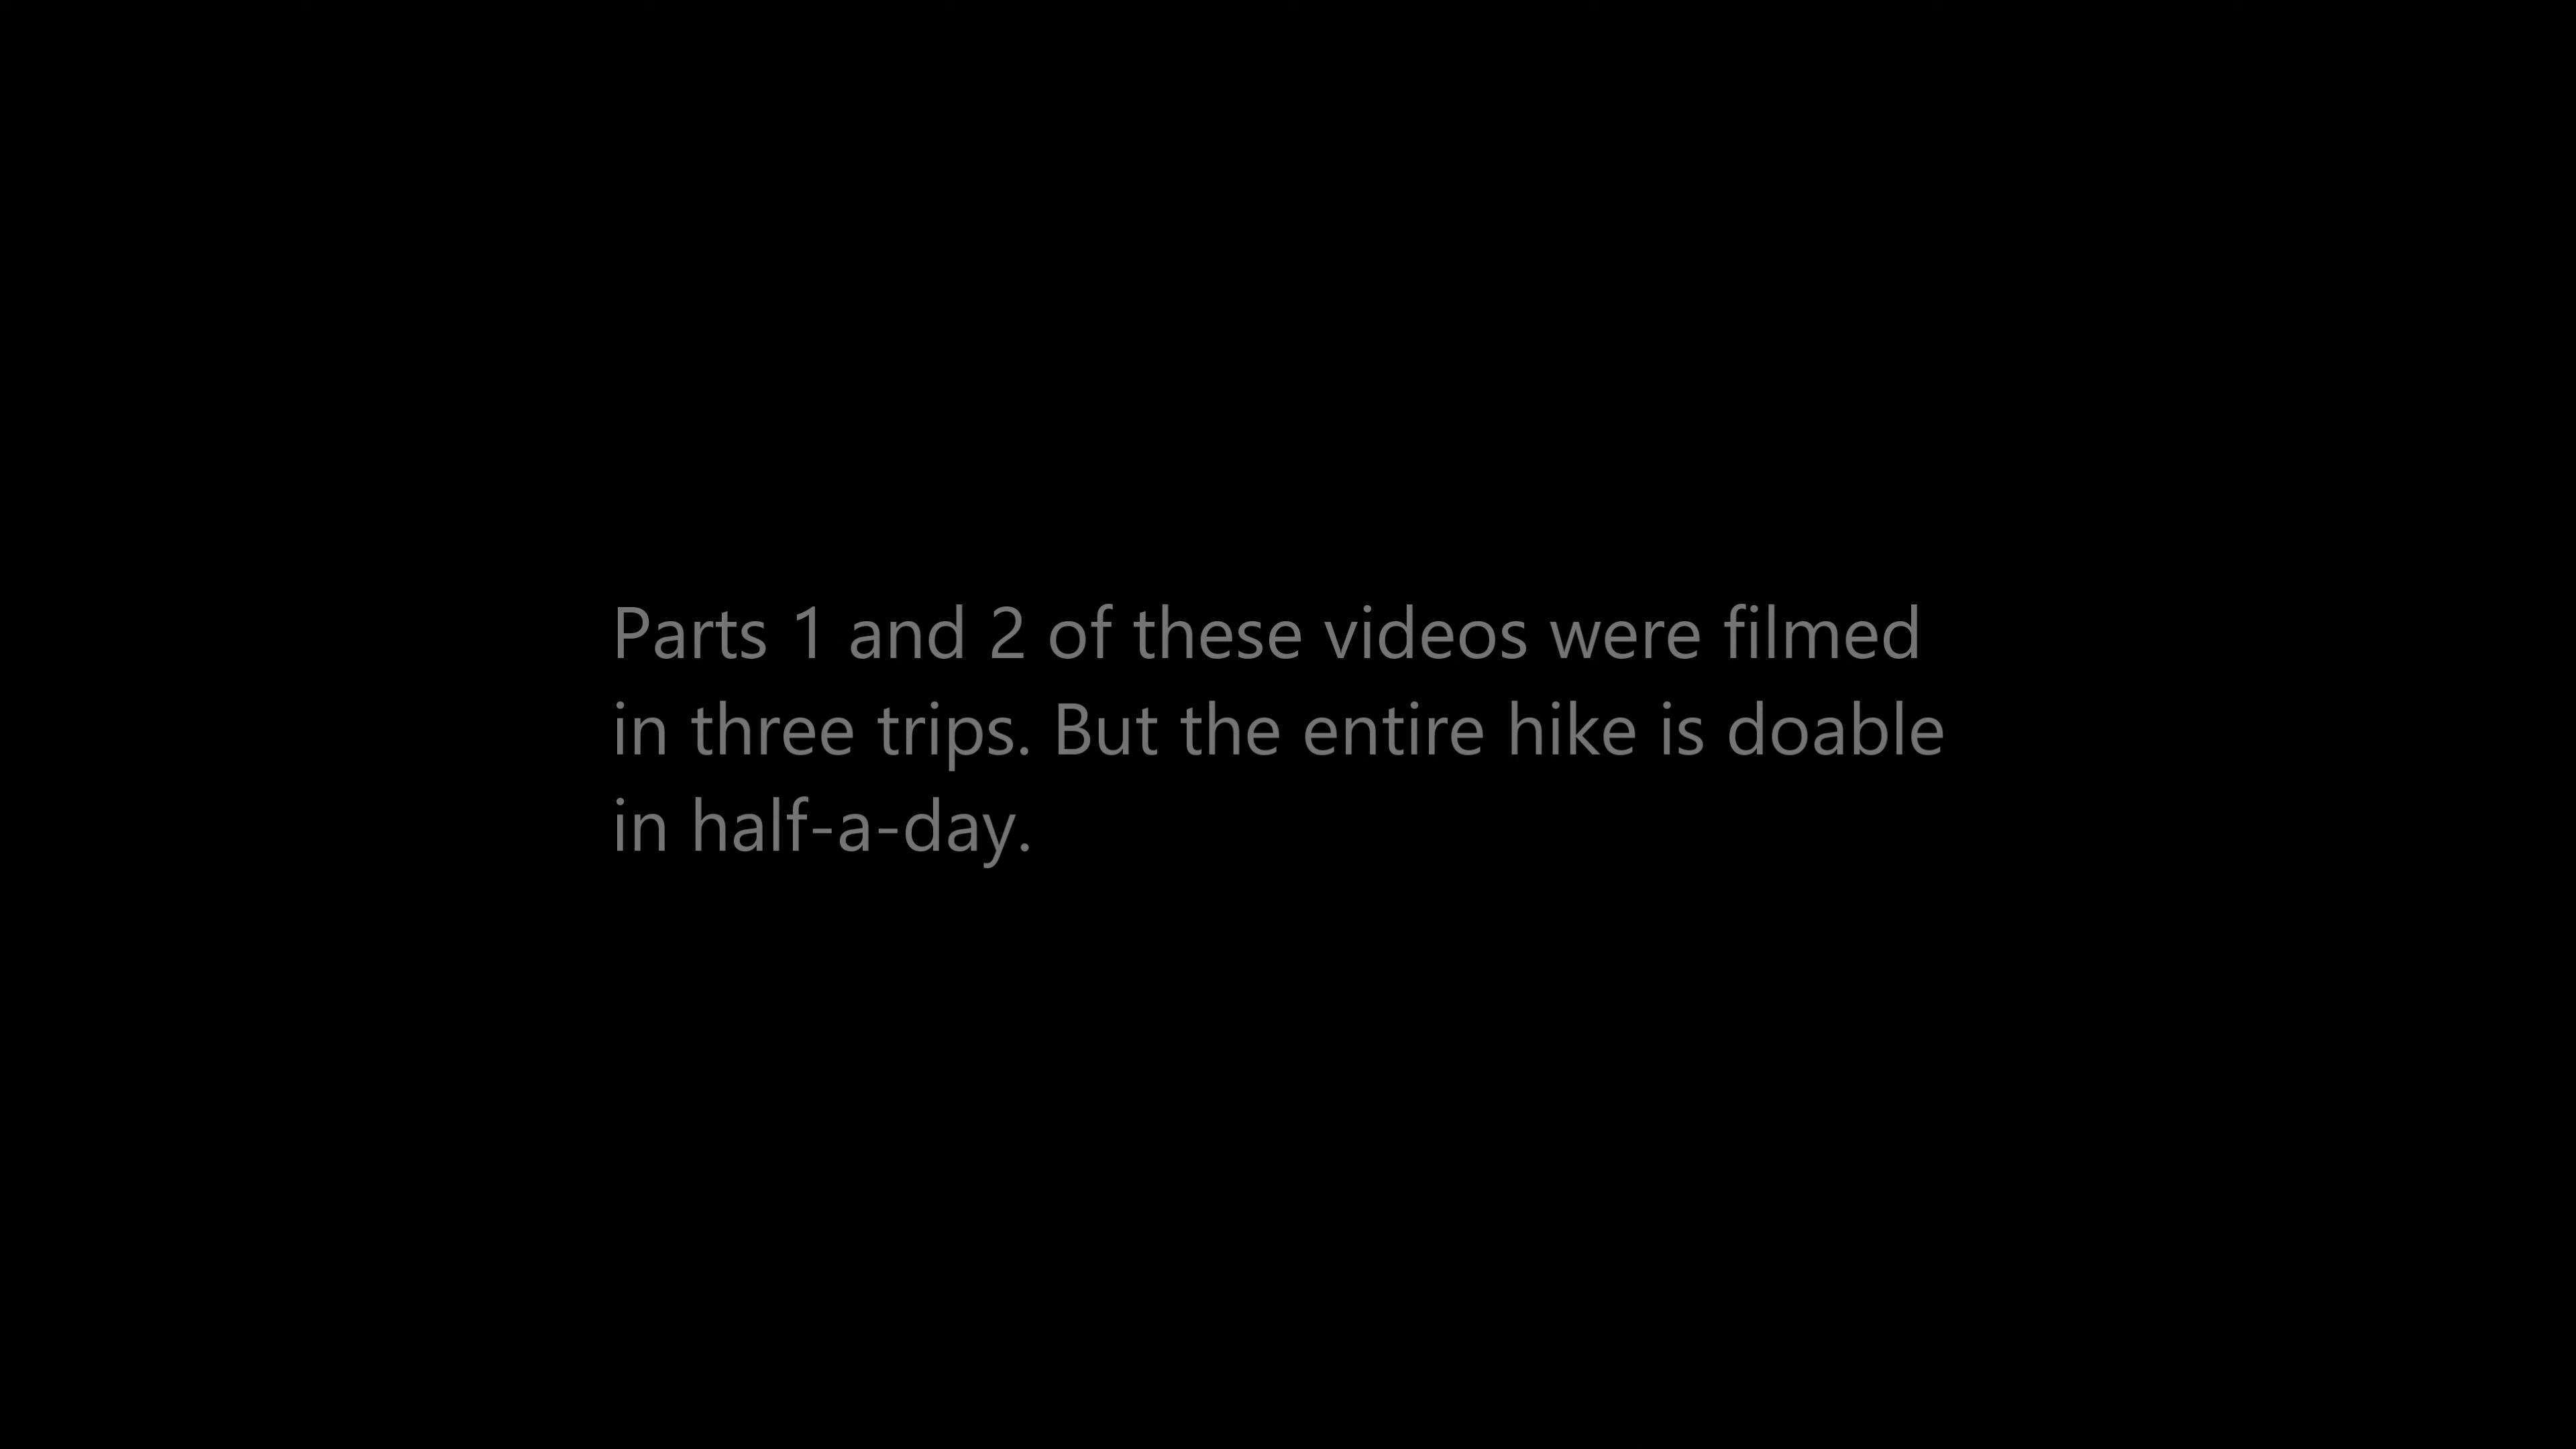 Parts 1 and 2 of these videos were filmed
in three trips. But the entire hike is doable
in half-a-day.